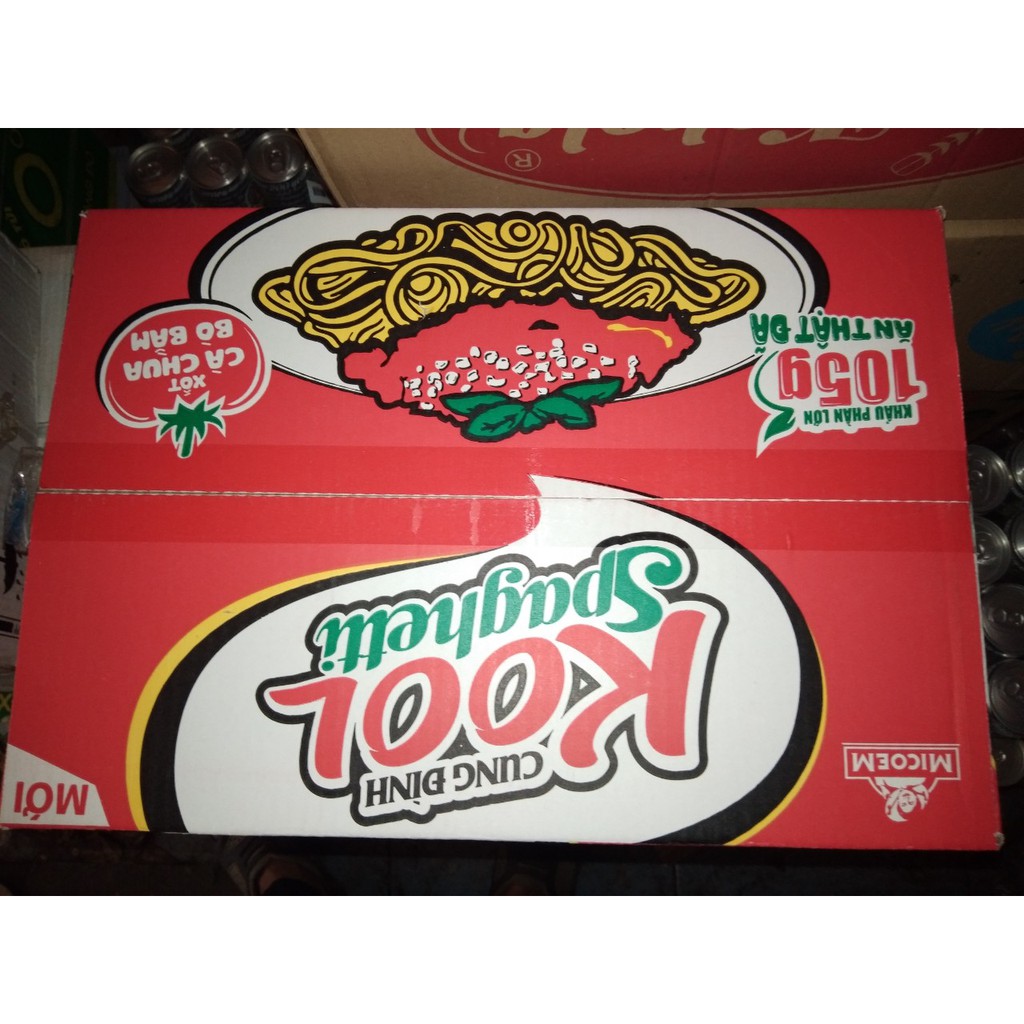 MICOEM
CUNG ĐÌNH
KOOL
Spaghetti
MỚI
KHẨU PHẦN LỚN
105g
ĂN THẬT ĐÃ
XỐT
CÀ CHUA
BÒ BẰM
®